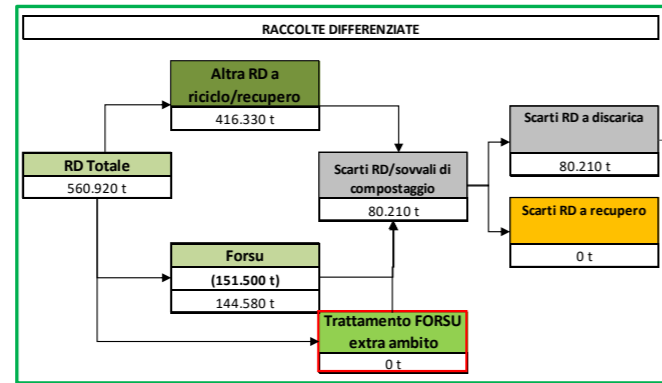 RACCOLTE DIFFERENZIATE
Altra RD a
riciclo/recupero
416.330 t
RD Totale
560.920 t
Scarti RD/sovvali di
compostaggio
80.210 t
Scarti RD a discarica
80.210 t
Scarti RD a recupero
0 t
Forsu
(151.500 t)
144.580 t
Trattamento FORSU
extra ambito
0 t